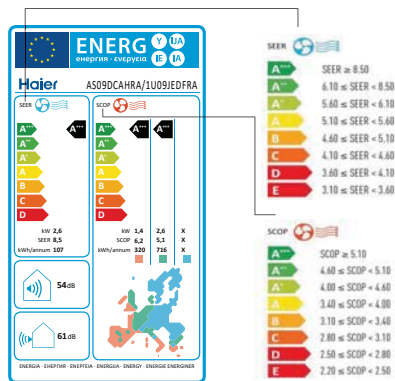 ENERG Y IJA
енергия · ενεργεια IE IA
Haier AS09DCAHRA/1U09JEDFRA
SEER SCOP
A+++ A+++ A+++ A+++ A+++
A++ A++
A+ A+
A A
B B
C C
D D
kW 2,6 kW 1,4 2,6 X
SEER 8,5 SCOP 6,2 5,1 X
kWh/annum 107 kWh/annum 320 716 X
54dB
61dB
ENERGIA · ЕНЕРГИЯ · ΕΝΕΡΓΕΙΑ · ENERGIJA · ENERGY · ENERGIE ENERGINER
SEER
A+++ SEER ≥ 8.50
A++ 6.10 ≤ SEER < 8.50
A+ 5.60 ≤ SEER < 6.10
A 5.10 ≤ SEER < 5.60
B 4.60 ≤ SEER < 5.10
C 4.10 ≤ SEER < 4.60
D 3.60 ≤ SEER < 4.10
E 3.10 ≤ SEER < 3.60
SCOP
A+++ SCOP ≥ 5.10
A++ 4.60 ≤ SCOP < 5.10
A+ 4.00 ≤ SCOP < 4.60
A 3.40 ≤ SCOP < 4.00
B 3.10 ≤ SCOP < 3.40
C 2.80 ≤ SCOP < 3.10
D 2.50 ≤ SCOP < 2.80
E 2.20 ≤ SCOP < 2.50